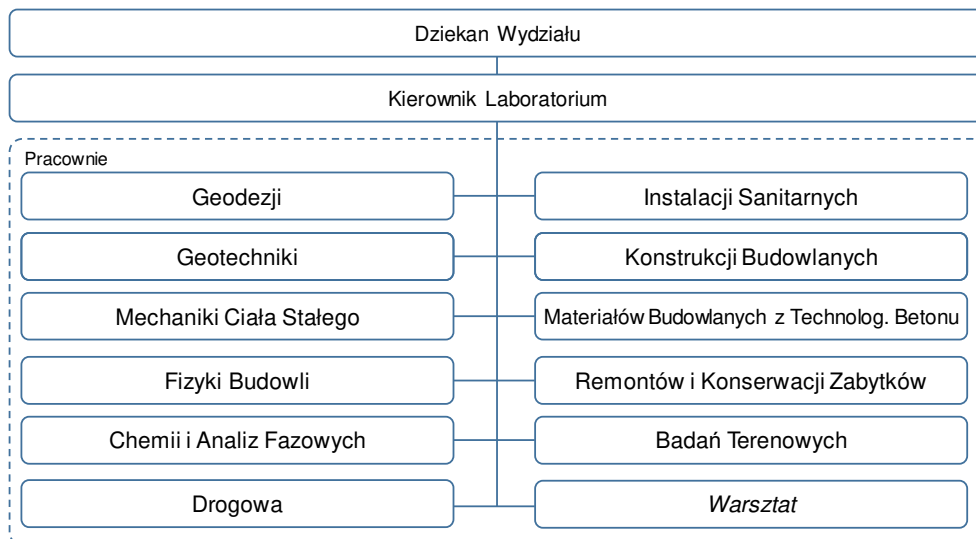 Dziekan Wydziału
Kierownik Laboratorium
Pracownie
Geodezji
Instalacji Sanitarnych
Geotechniki
Konstrukcji Budowlanych
Mechaniki Ciała Stałego
Materiałów Budowlanych z Technolog. Betonu
Fizyki Budowli
Remontów i Konserwacji Zabytków
Chemii i Analiz Fazowych
Badań Terenowych
Drogowa
Warsztat